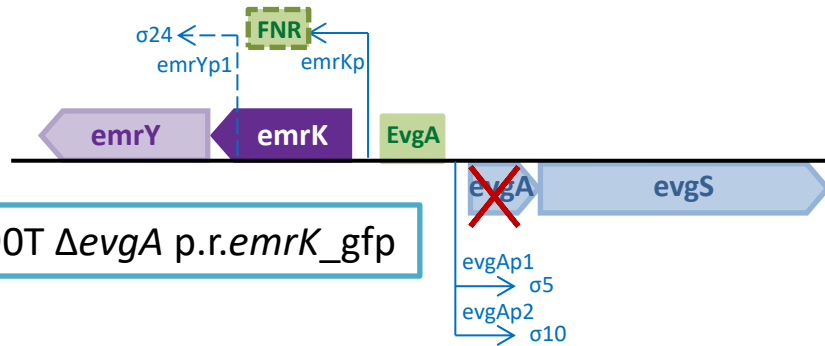 FNR
σ24
emrYp1
emrKp
emrY
emrK
EvgA
evgA
evgS
0T ΔevgA p.r.emrK_gfp
evgAp1
σ5
evgAp2
σ10